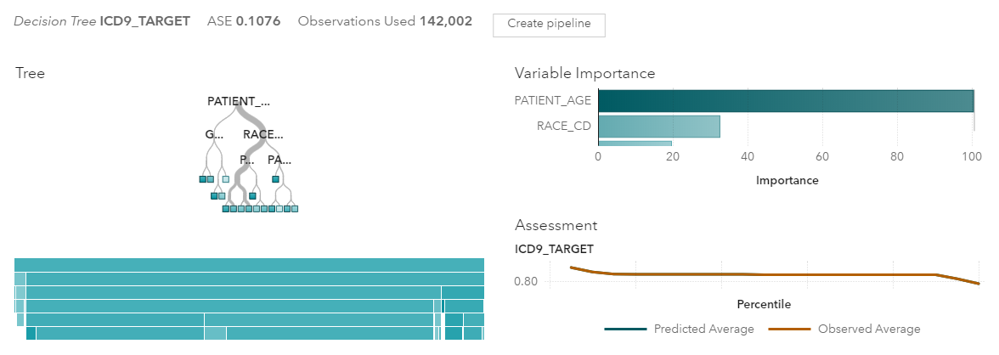 Decision Tree ICD9_TARGET ASE 0.1076 Observations Used 142,002 Create pipeline
Tree
PATIENT_...
G... RACE...
P... PA...
Variable Importance
PATIENT_AGE
RACE_CD
0 20 40 60 80 100
Importance
Assessment
ICD9_TARGET
0.80
Percentile
Predicted Average Observed Average